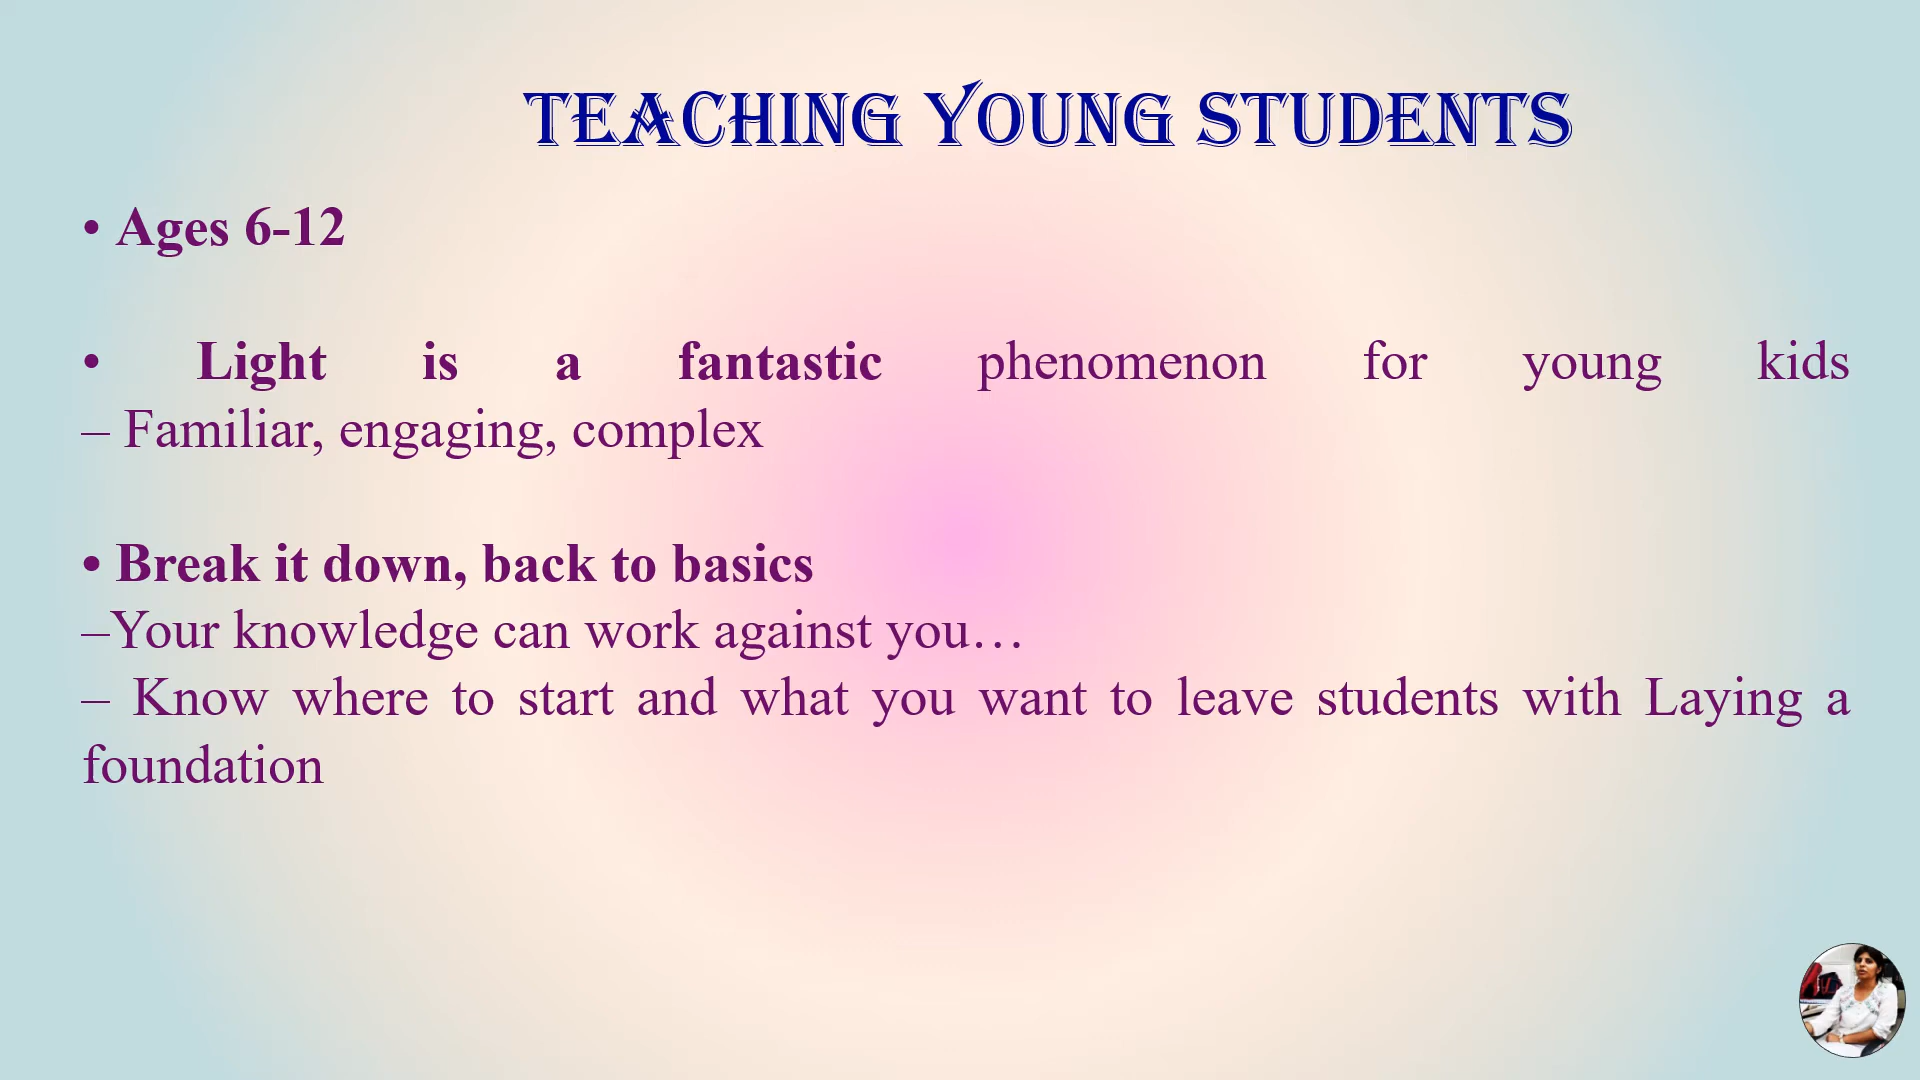 TEACHING YOUNG STUDENTS
• Ages 6-12
• Light is a fantastic phenomenon for young kids
– Familiar, engaging, complex
• Break it down, back to basics
–Your knowledge can work against you…
– Know where to start and what you want to leave students with Laying a
foundation